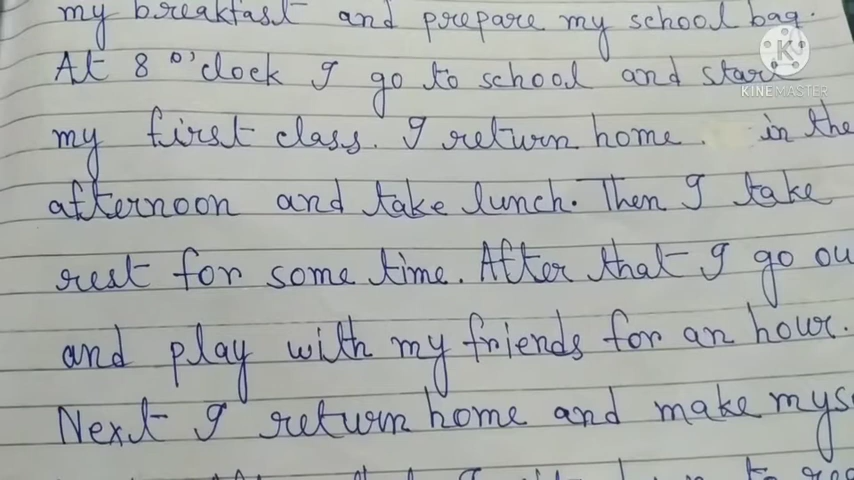 my breakfast and prepare my school bag.
At 8 o'clock I go to school and start
my first class. I return home. in the
afternoon and take lunch. Then I take
rest for some time. After that I go ou
and play with my friends for an hour.
Next I return home and make mys
KINEMASTER